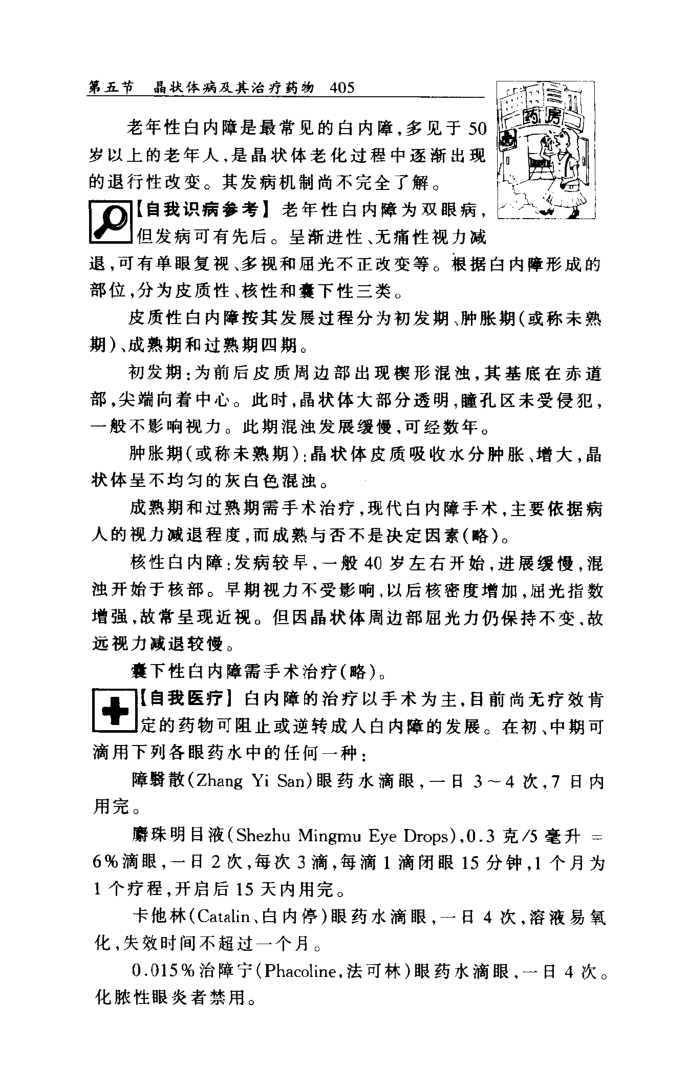 第五节　晶状体病及其治疗药物　405
药房
老年性白内障是最常见的白内障,多见于 50
岁以上的老年人,是晶状体老化过程中逐渐出现
的退行性改变。其发病机制尚不完全了解。
【自我识病参考】 老年性白内障为双眼病,
但发病可有先后。呈渐进性、无痛性视力减
退,可有单眼复视、多视和屈光不正改变等。根据白内障形成的
部位,分为皮质性、核性和囊下性三类。
皮质性白内障按其发展过程分为初发期、肿胀期(或称未熟
期)、成熟期和过熟期四期。
初发期:为前后皮质周边部出现楔形混浊,其基底在赤道
部,尖端向着中心。此时,晶状体大部分透明,瞳孔区未受侵犯,
一般不影响视力。此期混浊发展缓慢,可经数年。
肿胀期(或称未熟期):晶状体皮质吸收水分肿胀、增大,晶
状体呈不均匀的灰白色混浊。
成熟期和过熟期需手术治疗,现代白内障手术,主要依据病
人的视力减退程度,而成熟与否不是决定因素(略)。
核性白内障:发病较早,一般 40 岁左右开始,进展缓慢,混
浊开始于核部。早期视力不受影响,以后核密度增加,屈光指数
增强,故常呈现近视。但因晶状体周边部屈光力仍保持不变,故
远视力减退较慢。
囊下性白内障需手术治疗(略)。
【自我医疗】 白内障的治疗以手术为主,目前尚无疗效肯
定的药物可阻止或逆转成人白内障的发展。在初、中期可
滴用下列各眼药水中的任何一种:
障翳散(Zhang Yi San)眼药水滴眼,一日 3～4 次,7 日内
用完。
麝珠明目液(Shezhu Mingmu Eye Drops),0.3 克/5 毫升 =
6%滴眼,一日 2 次,每次 3 滴,每滴 1 滴闭眼 15 分钟,1 个月为
1 个疗程,开启后 15 天内用完。
卡他林(Catalin、白内停)眼药水滴眼,一日 4 次,溶液易氧
化,失效时间不超过一个月。
0.015%治障宁(Phacoline,法可林)眼药水滴眼,一日 4 次。
化脓性眼炎者禁用。